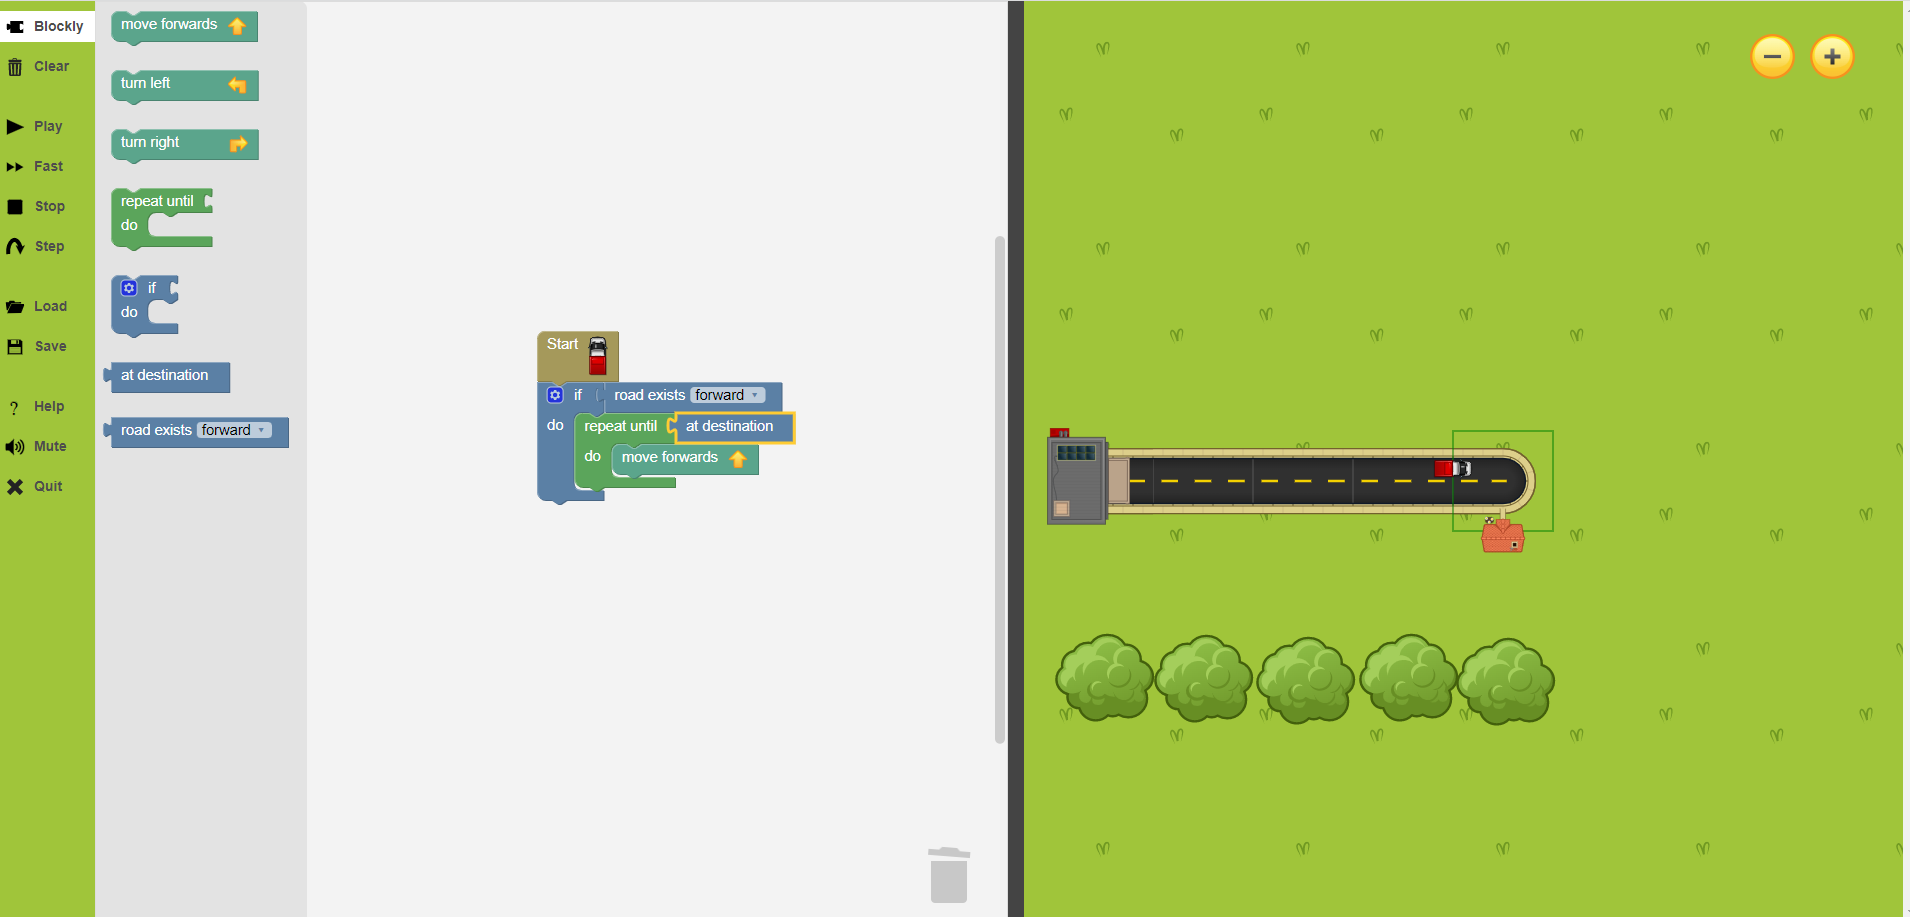 Blockly
Clear
Play
Fast
Stop
Step
Load
Save
Help
Mute
Quit
move forwards
turn left
turn right
repeat until
do
if
do
at destination
road exists forward
Start
if road exists forward
do repeat until at destination
do move forwards